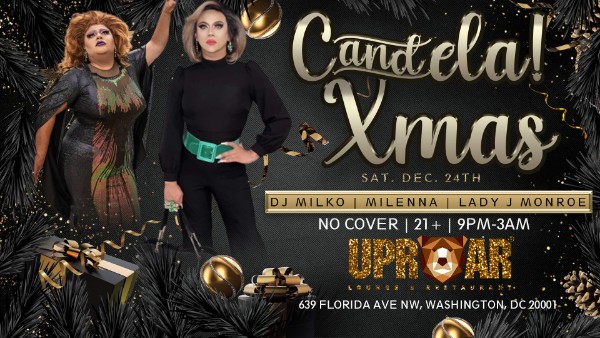 Candela!
Xmas
SAT. DEC. 24TH
DJ MILKO | MILENNA | LADY J MONROE
NO COVER | 21+ | 9PM-3AM
UPROAR
LOUNGE & RESTAURANT
639 FLORIDA AVE NW, WASHINGTON, DC 20001